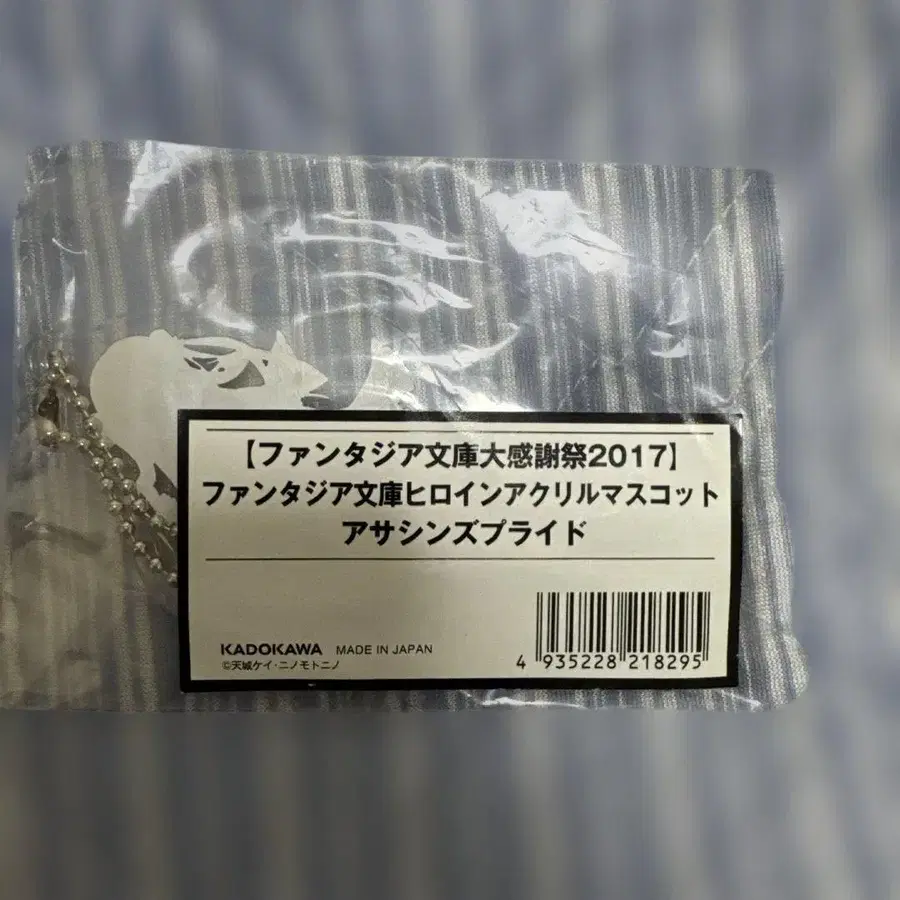 【ファンタジア文庫大感謝祭2017】
ファンタジア文庫ヒロインアクリルマスコット
アサシンズプライド
KADOKAWA MADE IN JAPAN
©天城ケイ・ニノモトニノ
4 935228 218295